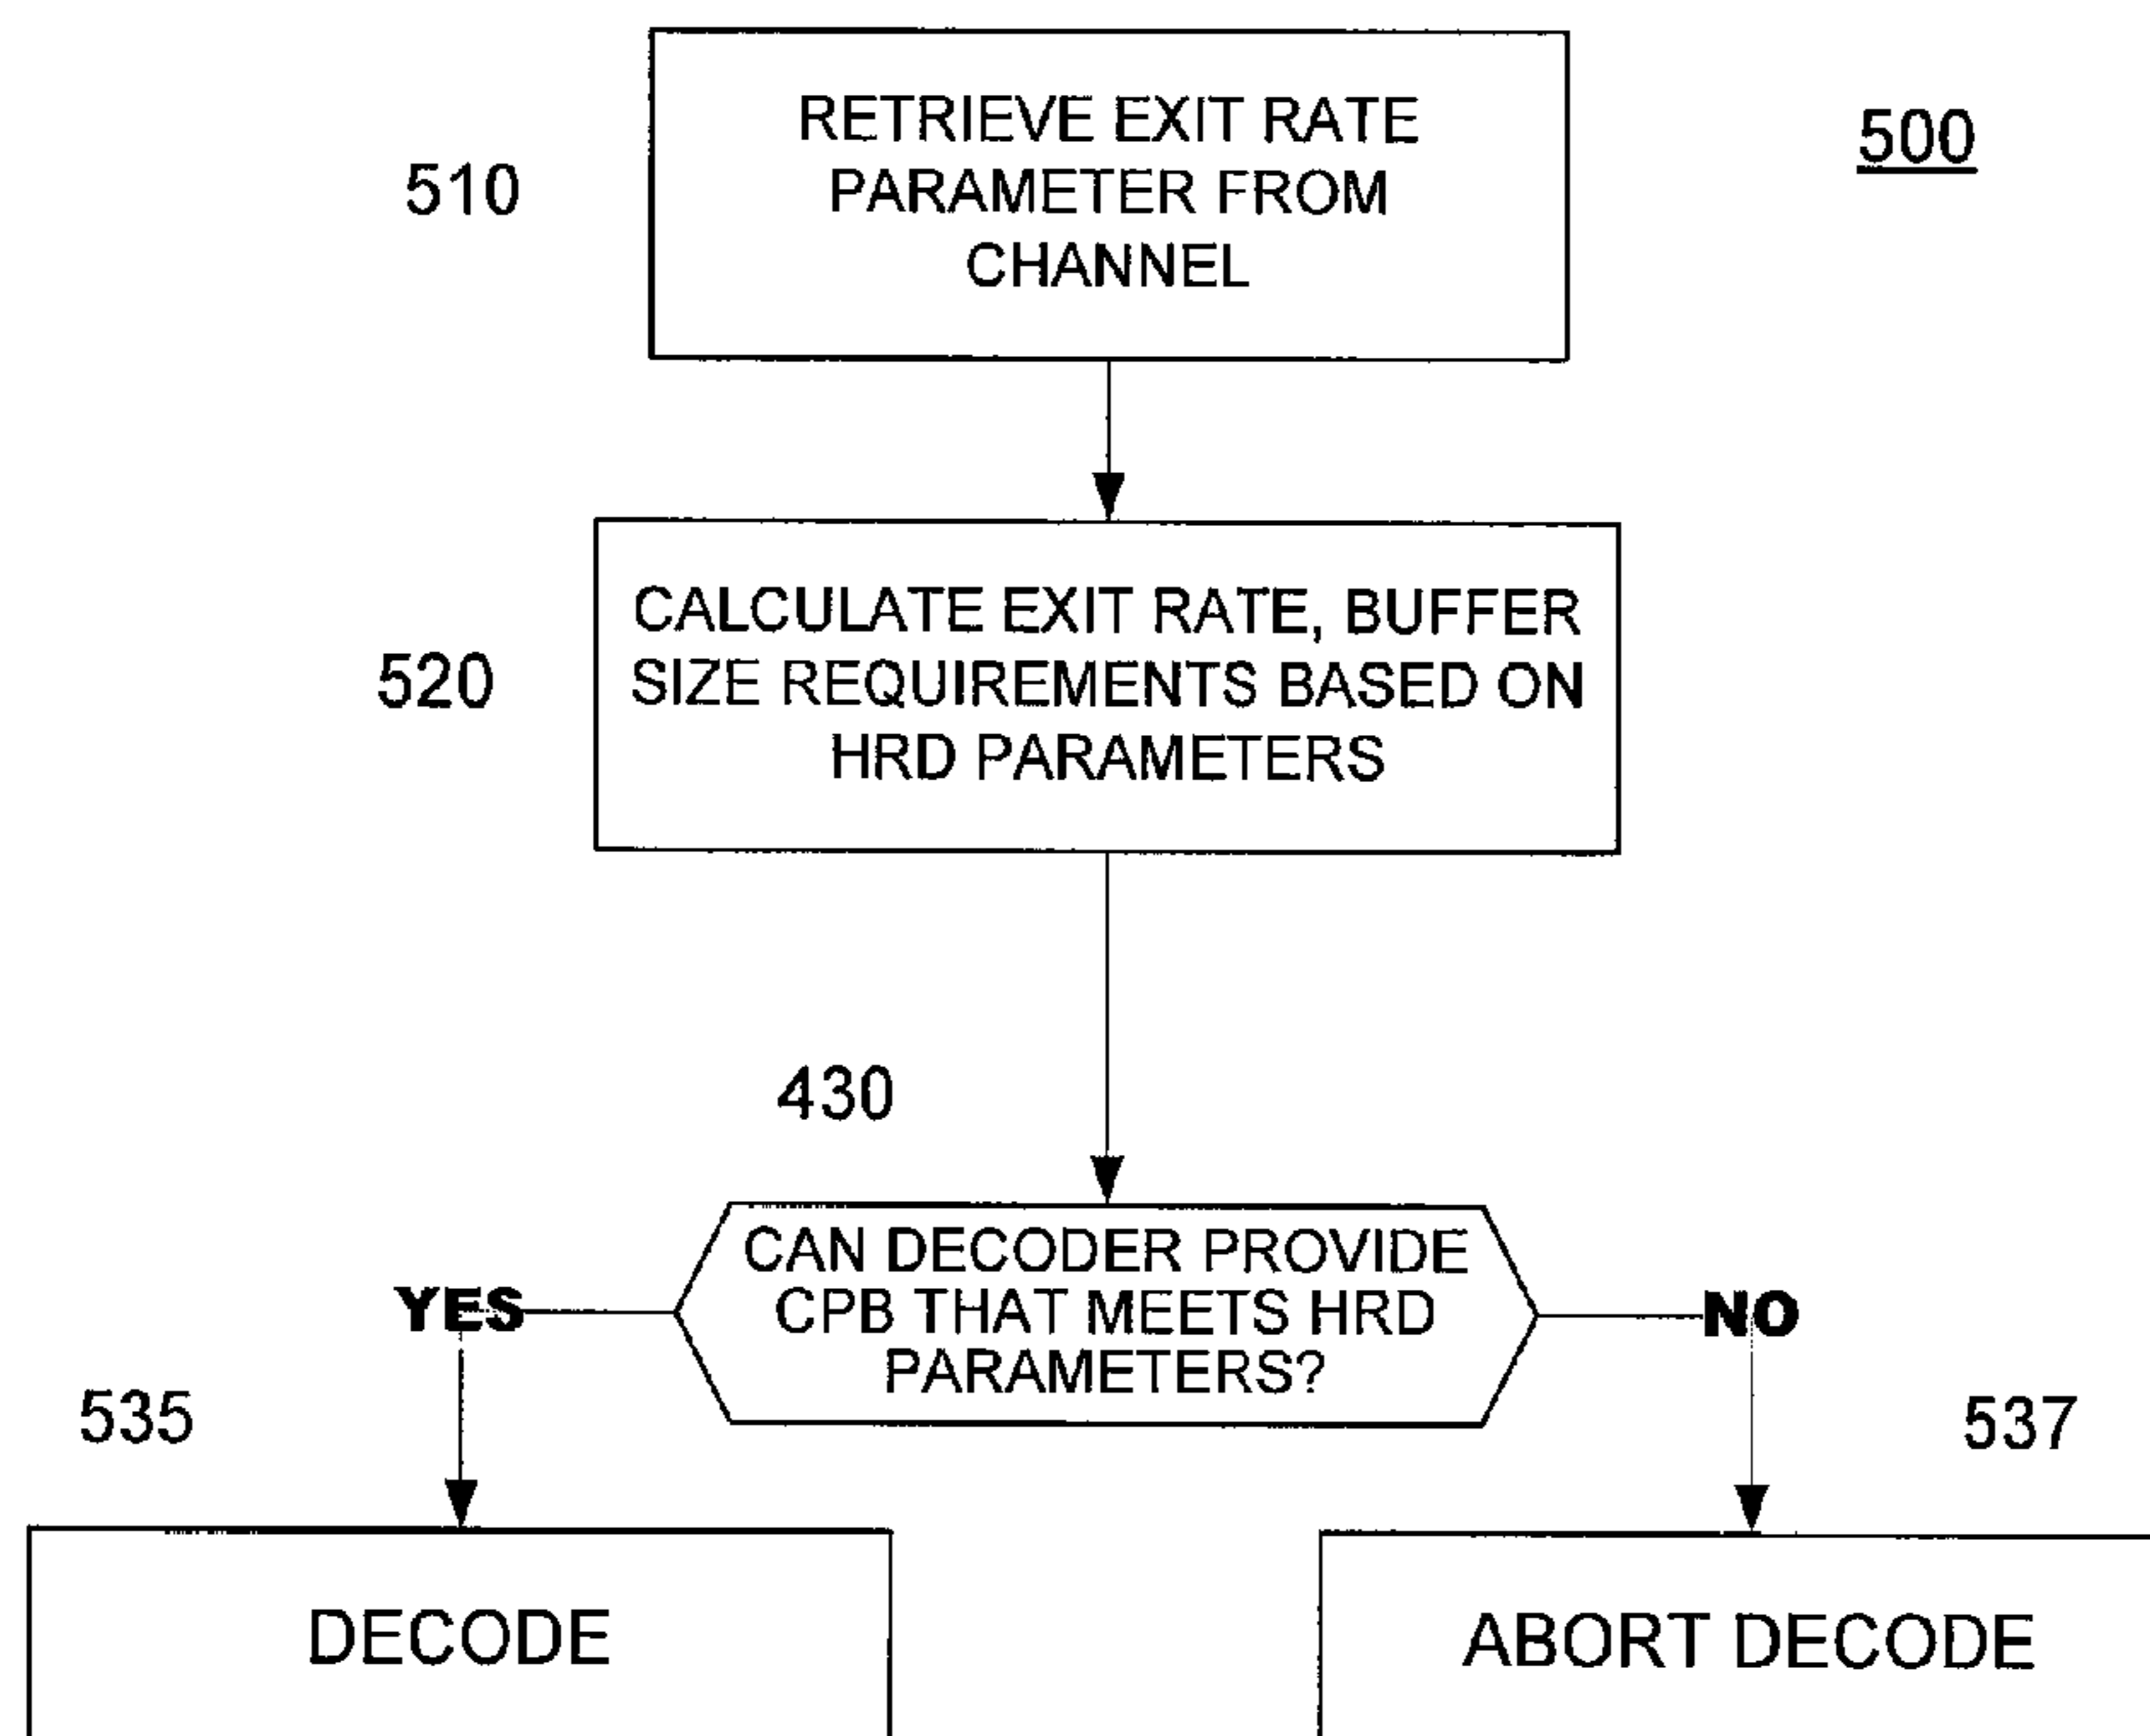 RETRIEVE EXIT RATE
PARAMETER FROM
CHANNEL
500
510
CALCULATE EXIT RATE, BUFFER
SIZE REQUIREMENTS BASED ON
HRD PARAMETERS
520
430
CAN DECODER PROVIDE
CPB THAT MEETS HRD
PARAMETERS?
YES
NO
535
537
DECODE
ABORT DECODE